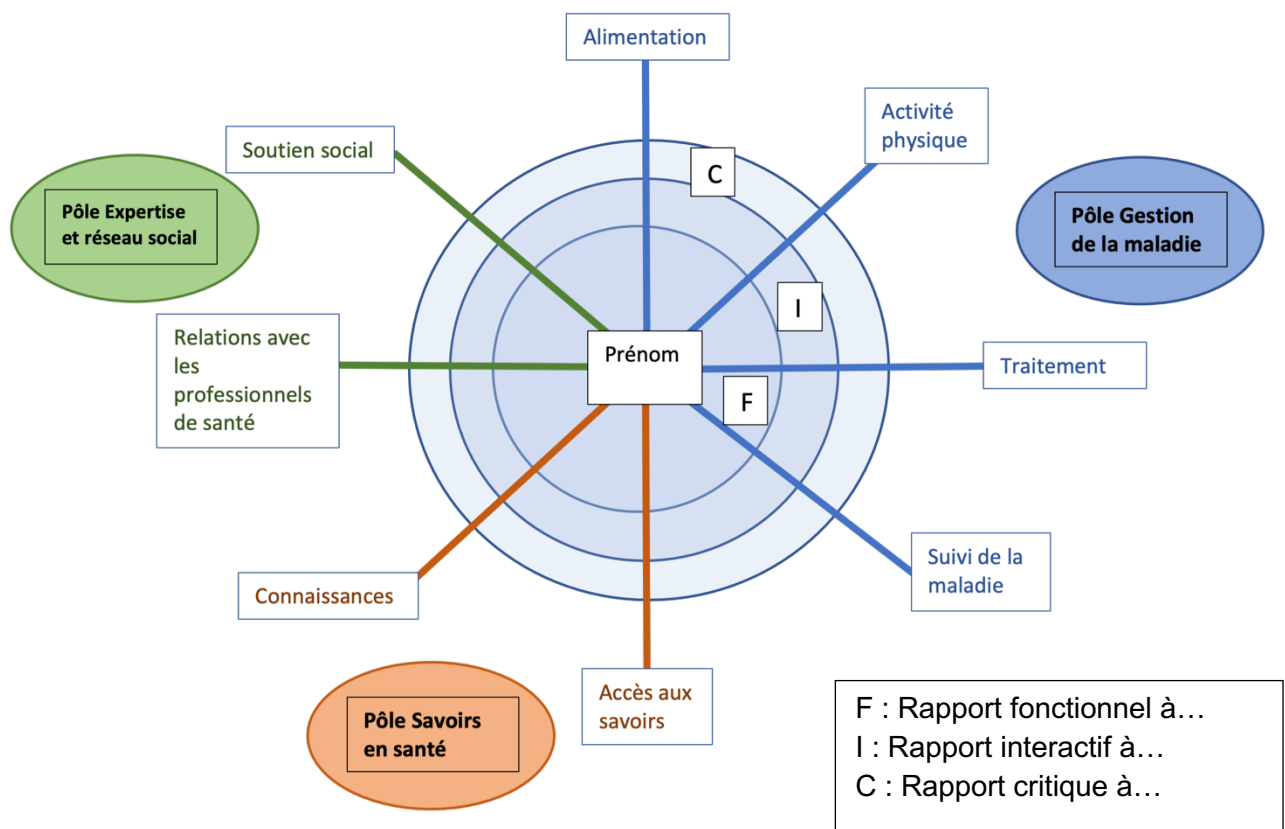 Alimentation
Activité
physique
Soutien social
C
Pôle Expertise
et réseau social
Pôle Gestion
de la maladie
I
Relations avec
les
professionnels
de santé
Prénom
Traitement
F
Suivi de la
maladie
Connaissances
Accès aux
savoirs
Pôle Savoirs
en santé
F : Rapport fonctionnel à…
I : Rapport interactif à…
C : Rapport critique à…